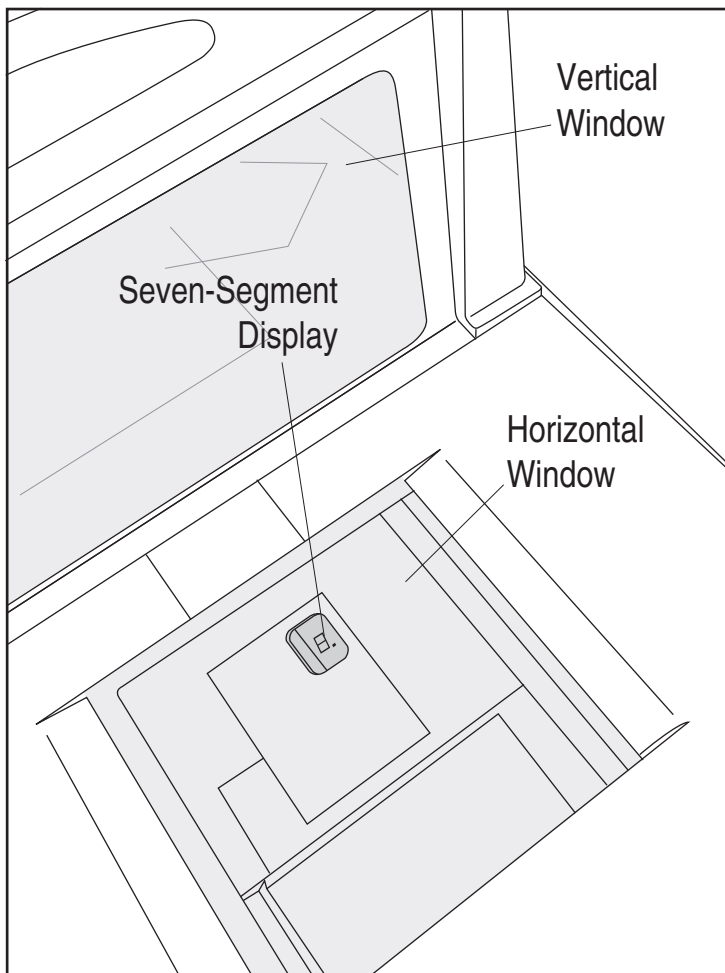 Vertical
Window
Seven-Segment
Display
Horizontal
Window